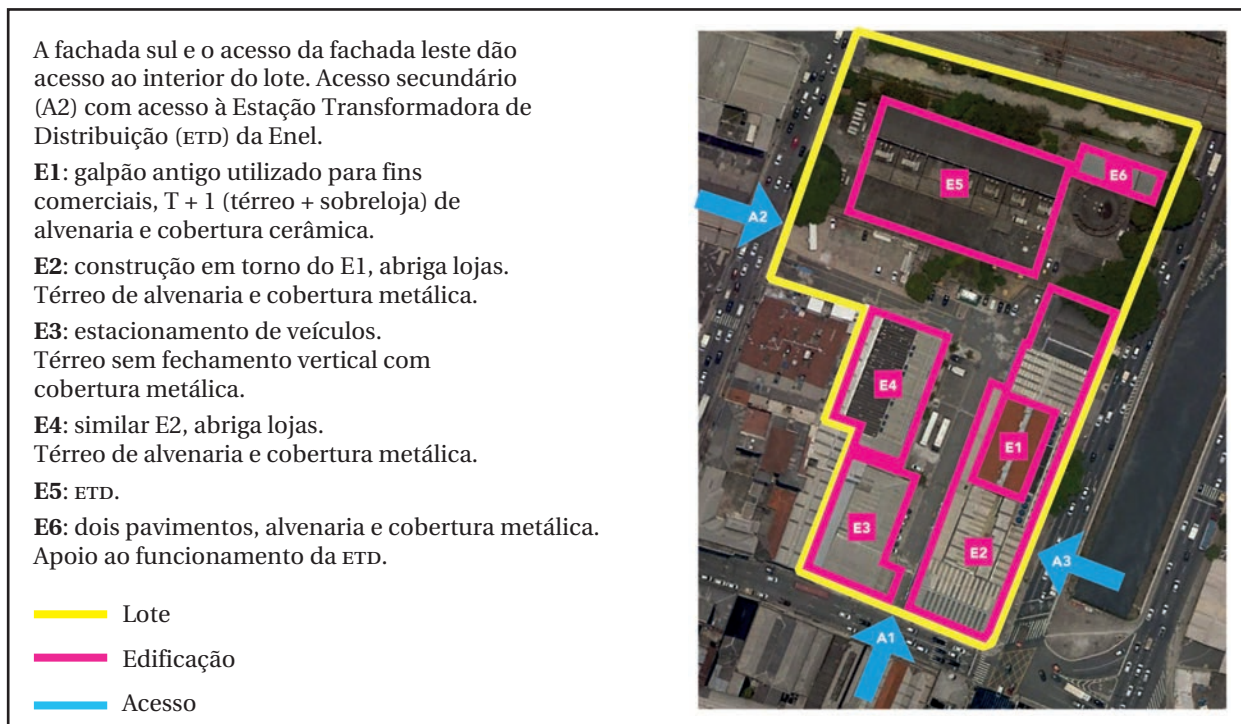 A fachada sul e o acesso da fachada leste dão
acesso ao interior do lote. Acesso secundário
(A2) com acesso à Estação Transformadora de
Distribuição (ETD) da Enel.
E1: galpão antigo utilizado para fins
comerciais, T + 1 (térreo + sobreloja) de
alvenaria e cobertura cerâmica.
E2: construção em torno do E1, abriga lojas.
Térreo de alvenaria e cobertura metálica.
E3: estacionamento de veículos.
Térreo sem fechamento vertical com
cobertura metálica.
E4: similar E2, abriga lojas.
Térreo de alvenaria e cobertura metálica.
E5: ETD.
E6: dois pavimentos, alvenaria e cobertura metálica.
Apoio ao funcionamento da ETD.
Lote
Edificação
Acesso
E5
E6
A2
E4
E1
E3
E2
A3
A1